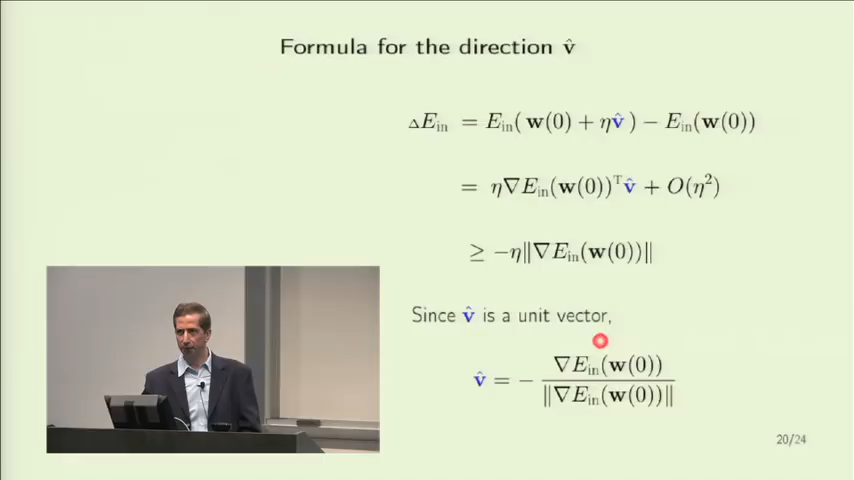 Formula for the direction v̂
ΔE_in = E_in( w(0) + ηv̂ ) − E_in(w(0))
= η∇E_in(w(0))ᵀv̂ + O(η²)
≥ −η‖∇E_in(w(0))‖
Since v̂ is a unit vector,
v̂ = − ∇E_in(w(0)) / ‖∇E_in(w(0))‖
20/24